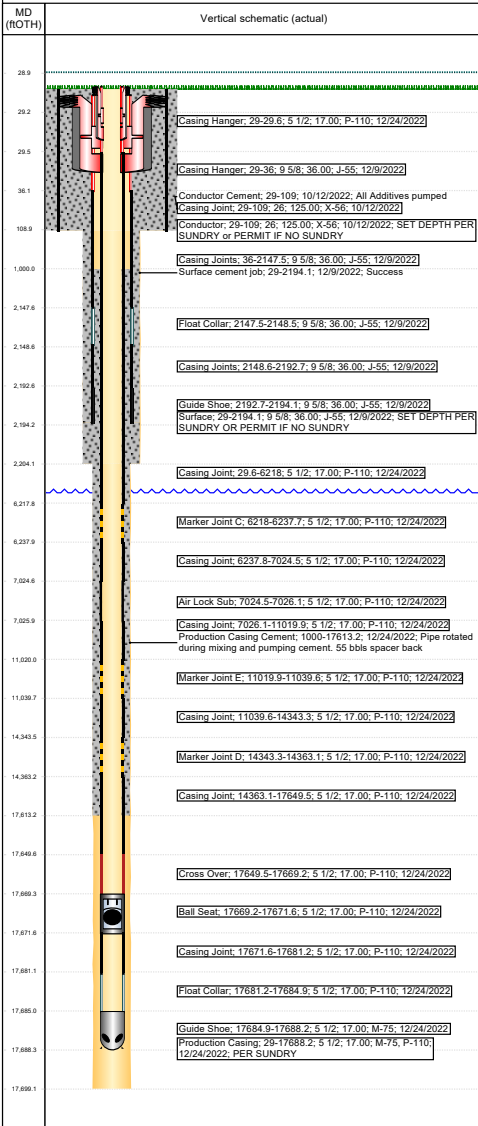 MD
(ftOTH)
Vertical schematic (actual)
28.9
29.2
Casing Hanger; 29-29.6; 5 1/2; 17.00; P-110; 12/24/2022
29.5
Casing Hanger; 29-36; 9 5/8; 36.00; J-55; 12/9/2022
36.1
Conductor Cement; 29-109; 10/12/2022; All Additives pumped
Casing Joint; 29-109; 26; 125.00; X-56; 10/12/2022
Conductor; 29-109; 26; 125.00; X-56; 10/12/2022; SET DEPTH PER
SUNDRY or PERMIT IF NO SUNDRY
108.9
Casing Joints; 36-2147.5; 9 5/8; 36.00; J-55; 12/9/2022
1,000.0
Surface cement job; 29-2194.1; 12/9/2022; Success
2,147.6
Float Collar; 2147.5-2148.5; 9 5/8; 36.00; J-55; 12/9/2022
2,148.6
Casing Joints; 2148.6-2192.7; 9 5/8; 36.00; J-55; 12/9/2022
2,192.6
Guide Shoe; 2192.7-2194.1; 9 5/8; 36.00; J-55; 12/9/2022
Surface; 29-2194.1; 9 5/8; 36.00; J-55; 12/9/2022; SET DEPTH PER
SUNDRY OR PERMIT IF NO SUNDRY
2,194.2
2,204.1
Casing Joint; 29.6-6218; 5 1/2; 17.00; P-110; 12/24/2022
6,217.8
Marker Joint C; 6218-6237.7; 5 1/2; 17.00; P-110; 12/24/2022
6,237.9
Casing Joint; 6237.8-7024.5; 5 1/2; 17.00; P-110; 12/24/2022
7,024.6
Air Lock Sub; 7024.5-7026.1; 5 1/2; 17.00; P-110; 12/24/2022
7,025.9
Casing Joint; 7026.1-11019.9; 5 1/2; 17.00; P-110; 12/24/2022
Production Casing Cement; 1000-17613.2; 12/24/2022; Pipe rotated
during mixing and pumping cement. 55 bbls spacer back
11,020.0
Marker Joint E; 11019.9-11039.6; 5 1/2; 17.00; P-110; 12/24/2022
11,039.7
Casing Joint; 11039.6-14343.3; 5 1/2; 17.00; P-110; 12/24/2022
14,343.5
Marker Joint D; 14343.3-14363.1; 5 1/2; 17.00; P-110; 12/24/2022
14,363.2
Casing Joint; 14363.1-17649.5; 5 1/2; 17.00; P-110; 12/24/2022
17,613.2
17,649.6
Cross Over; 17649.5-17669.2; 5 1/2; 17.00; P-110; 12/24/2022
17,669.3
Ball Seat; 17669.2-17671.6; 5 1/2; 17.00; P-110; 12/24/2022
17,671.6
Casing Joint; 17671.6-17681.2; 5 1/2; 17.00; P-110; 12/24/2022
17,681.1
Float Collar; 17681.2-17684.9; 5 1/2; 17.00; P-110; 12/24/2022
17,685.0
Guide Shoe; 17684.9-17688.2; 5 1/2; 17.00; M-75; 12/24/2022
Production Casing; 29-17688.2; 5 1/2; 17.00; M-75, P-110;
12/24/2022; PER SUNDRY
17,688.3
17,699.1